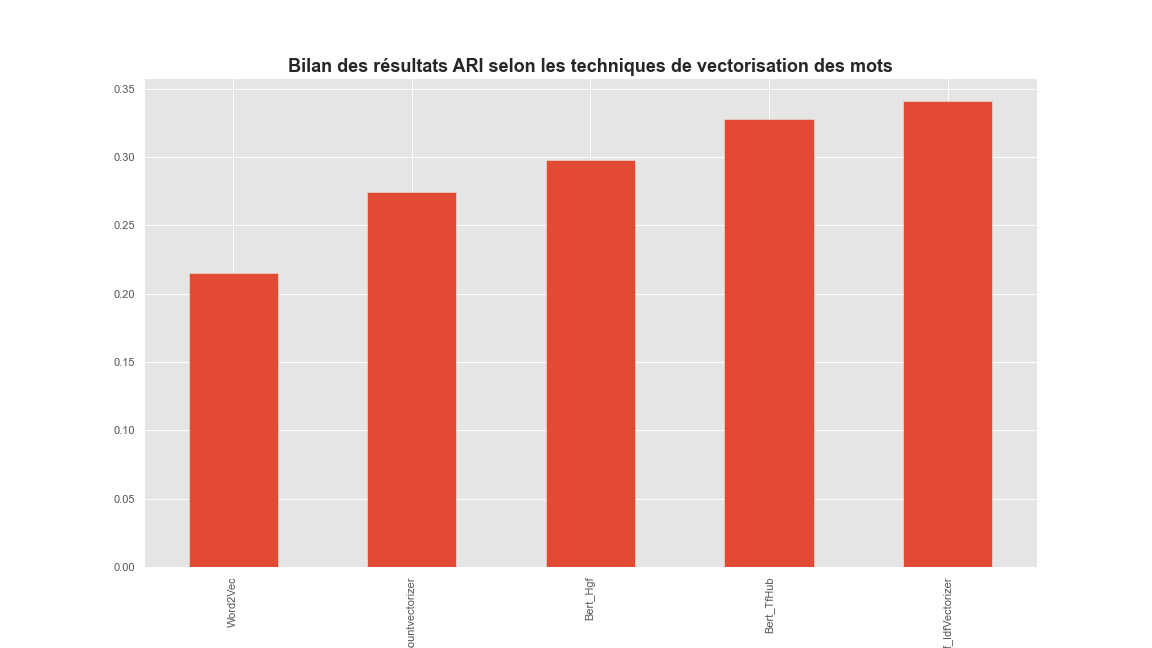 Bilan des résultats ARI selon les techniques de vectorisation des mots
0.35
0.30
0.25
0.20
0.15
0.10
0.05
0.00
Word2Vec
ountvectorizer
Bert_Hgf
Bert_TfHub
f_IdfVectorizer